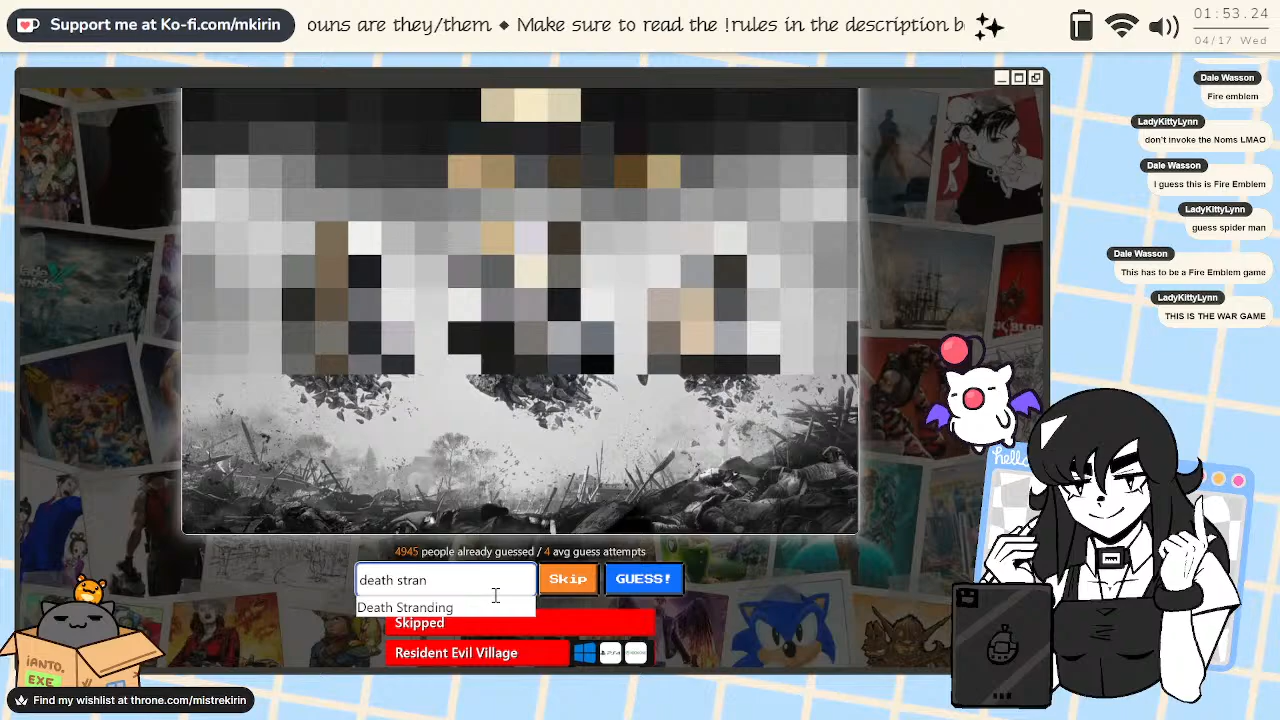 Support me at Ko-fi.com/mkirin
ouns are they/them ◆ Make sure to read the !rules in the description b
01:53.24
04/17 Wed
Dale Wasson
Fire emblem
LadyKittyLynn
don't invoke the Noms LMAO
Dale Wasson
I guess this is Fire Emblem
LadyKittyLynn
guess spider man
Dale Wasson
This has to be a Fire Emblem game
LadyKittyLynn
THIS IS THE WAR GAME
hello
4945 people already guessed / 4 avg guess attempts
death stran
Skip
GUESS!
Death Stranding
Skipped
Resident Evil Village
PS4
iANTO.
EXE
Find my wishlist at throne.com/mistrekirin